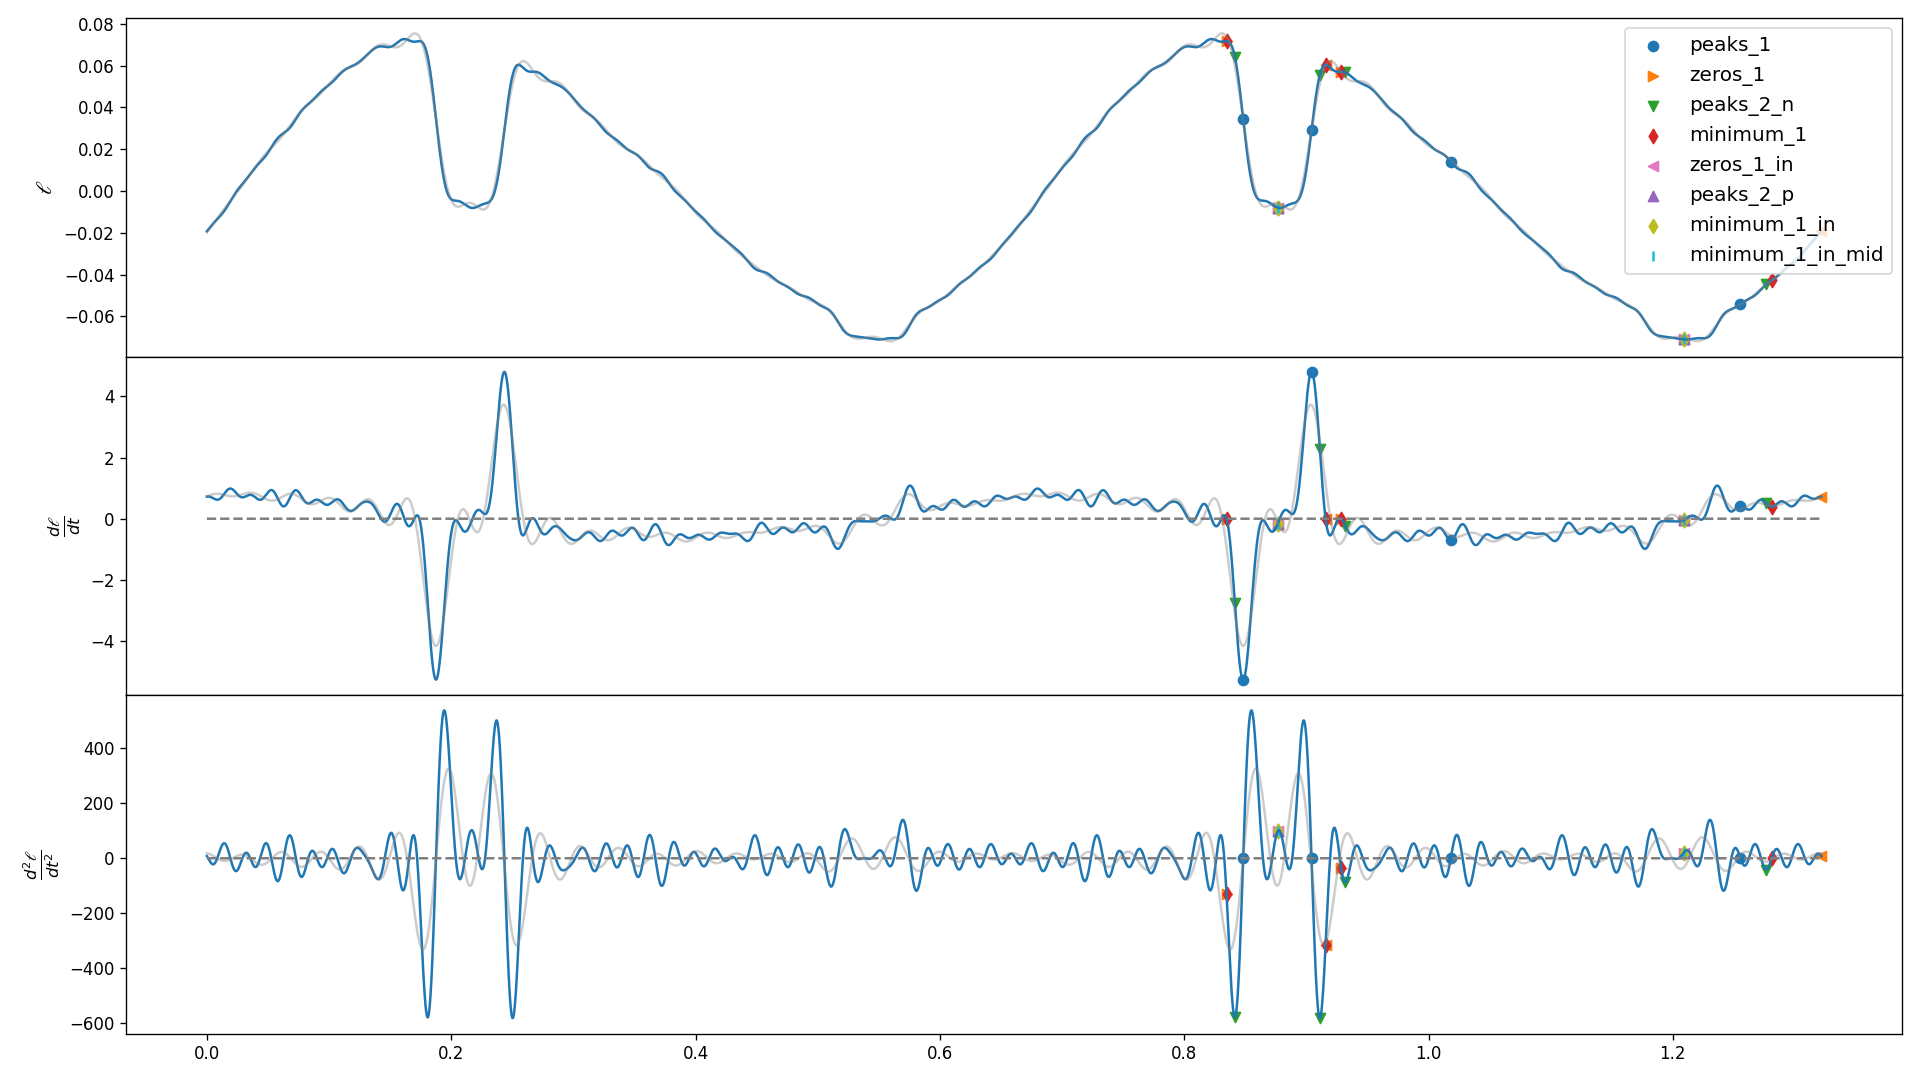 0.08
0.06
0.04
0.02
0.00
−0.02
−0.04
−0.06
ℓ
peaks_1
zeros_1
peaks_2_n
minimum_1
zeros_1_in
peaks_2_p
minimum_1_in
minimum_1_in_mid
4
2
0
−2
−4
dℓ
dt
400
200
0
−200
−400
−600
d²ℓ
dt²
0.0 0.2 0.4 0.6 0.8 1.0 1.2